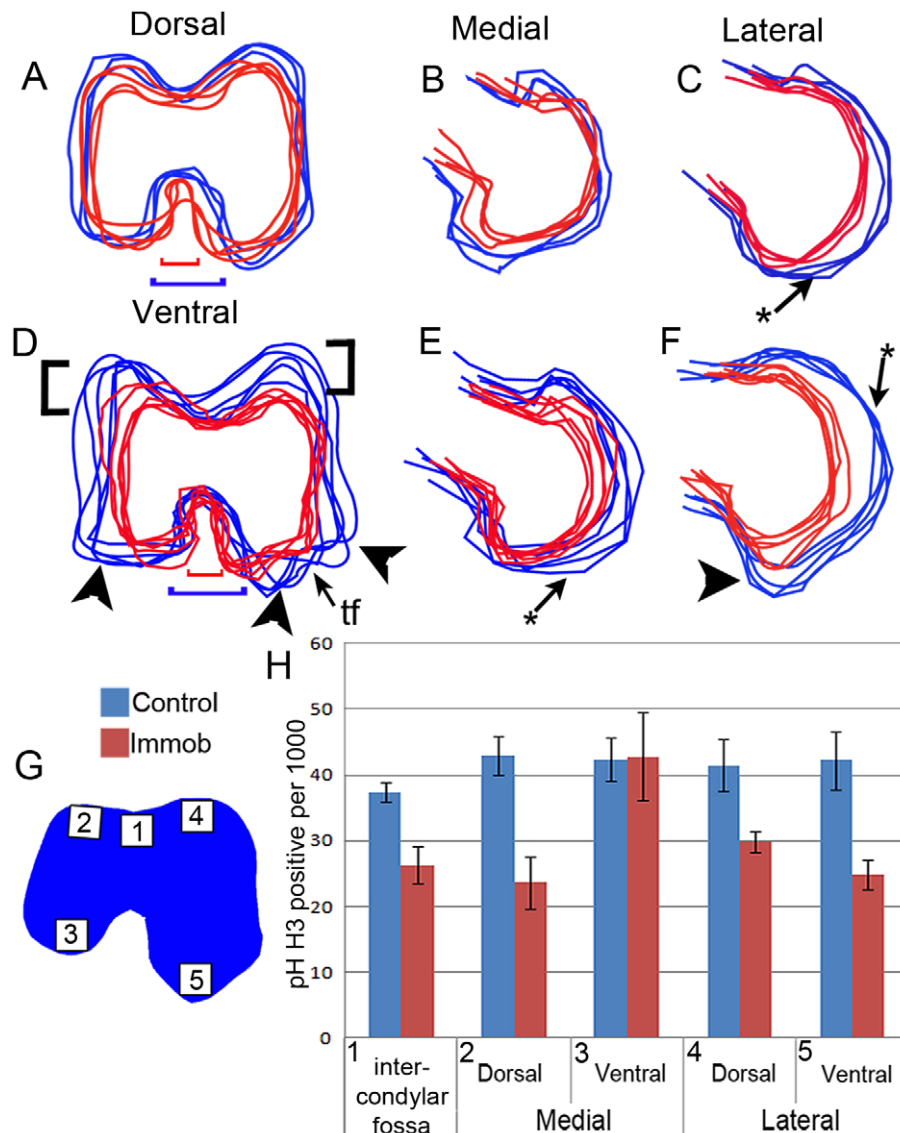 Dorsal
Medial
Lateral
A
B
C
*
Ventral
D
E
F
*
tf
*
H
Control
Immob
G
2
1
4
3
5
pH H3 positive per 1000
60
50
40
30
20
10
0
1
2
3
4
5
inter-
condylar
fossa
Dorsal
Ventral
Dorsal
Ventral
Medial
Lateral